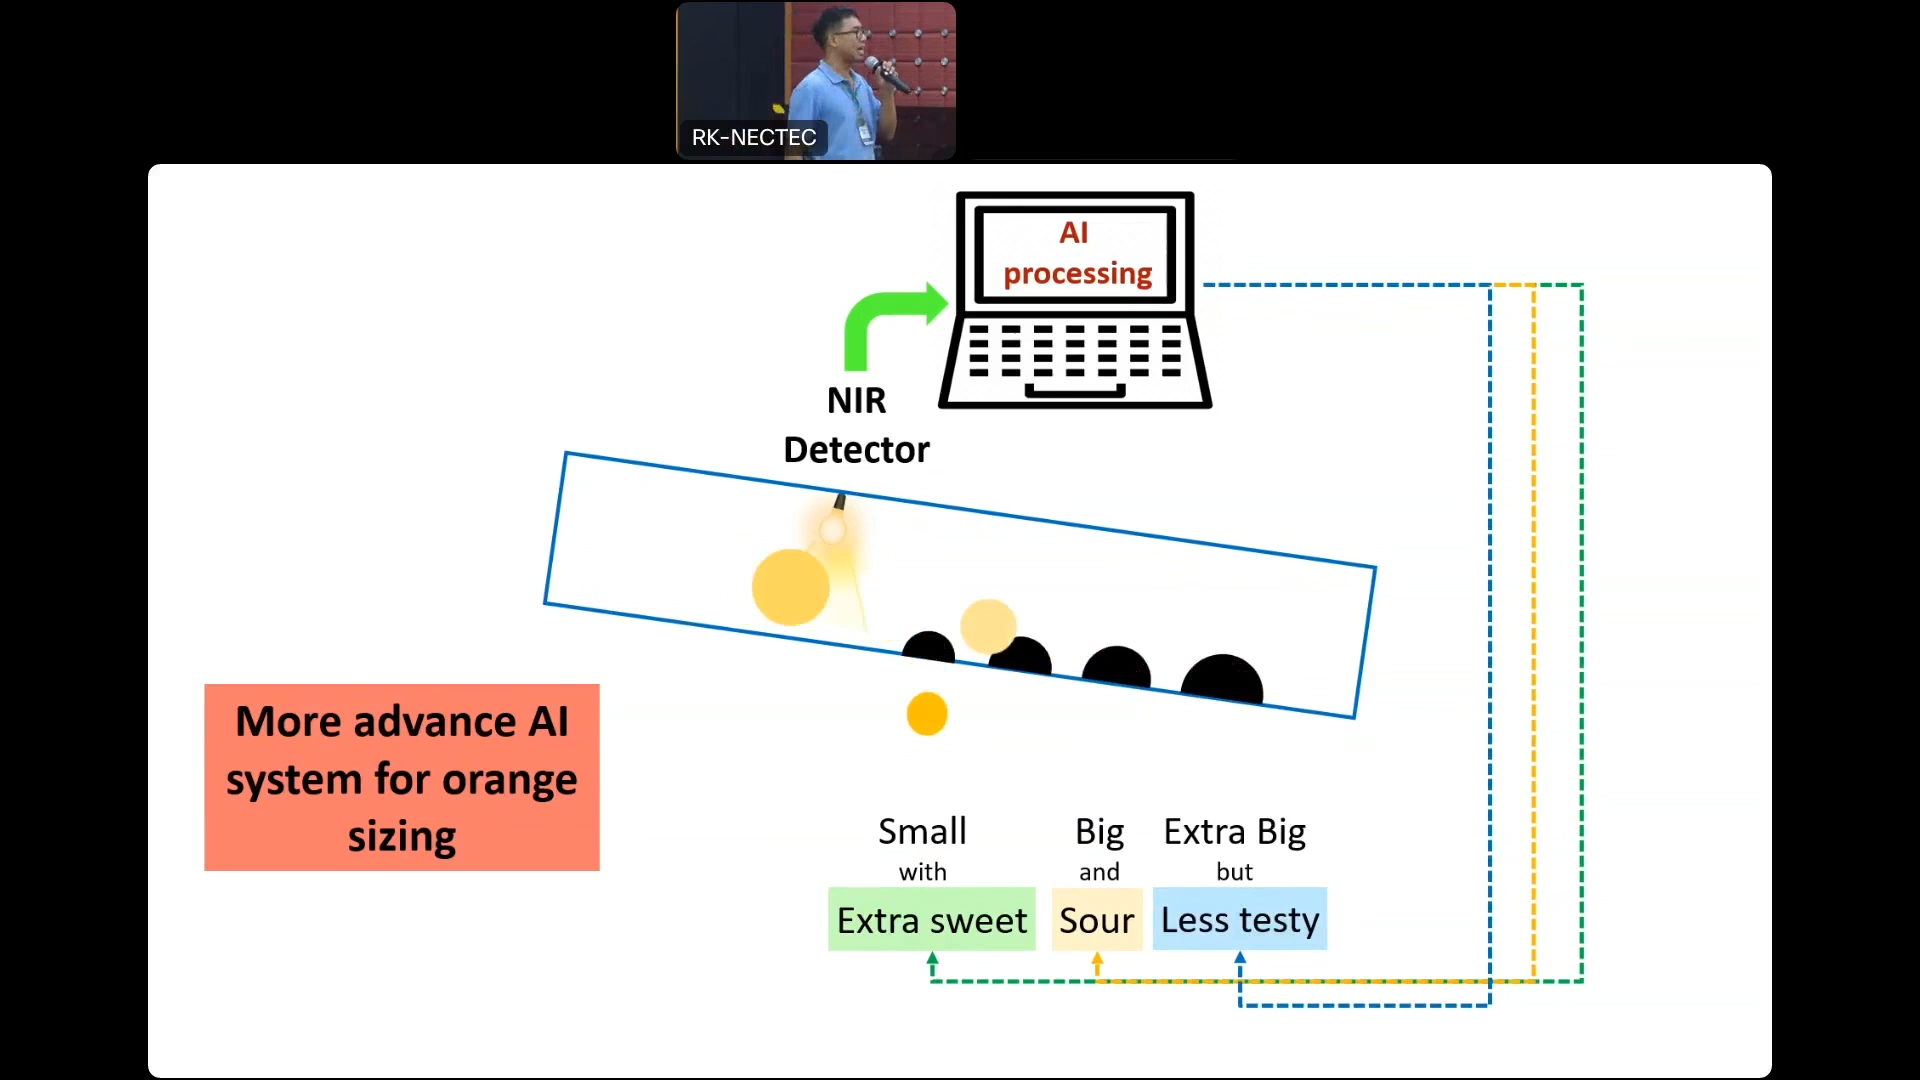 RK-NECTEC
AI
processing
NIR
Detector
More advance AI
system for orange
sizing
Small
with
Extra sweet
Big
and
Sour
Extra Big
but
Less testy